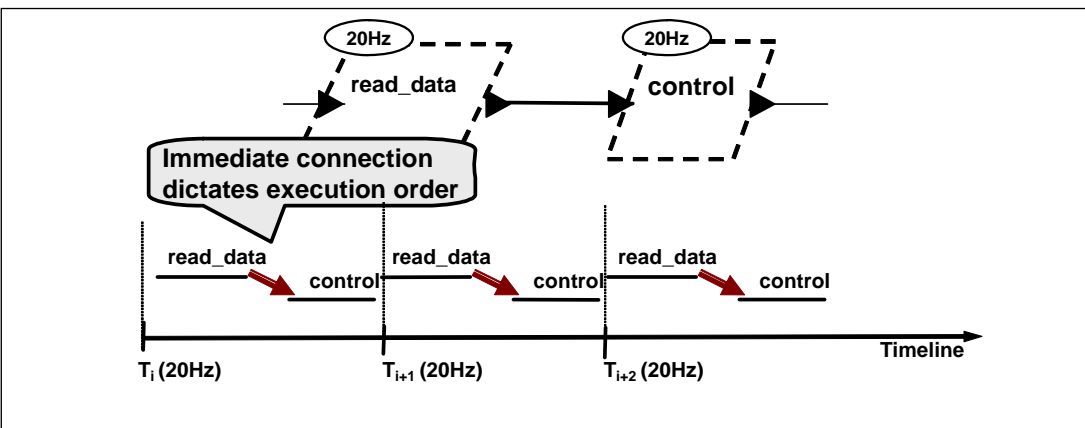 20Hz
20Hz
read_data
control
Immediate connection
dictates execution order
read_data
read_data
read_data
control
control
control
Timeline
Ti (20Hz)
Ti+1 (20Hz)
Ti+2 (20Hz)